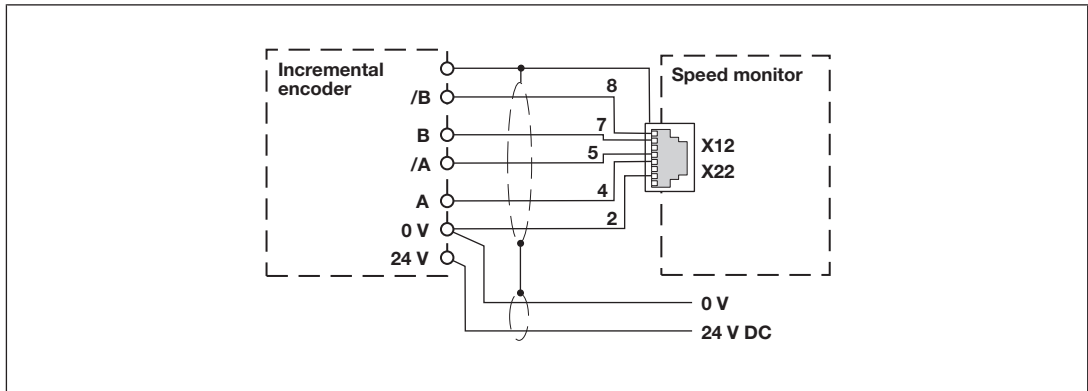 Incremental
encoder
Speed monitor
/B
8
B
7
/A
5
X12
X22
A
4
0 V
2
24 V
0 V
24 V DC